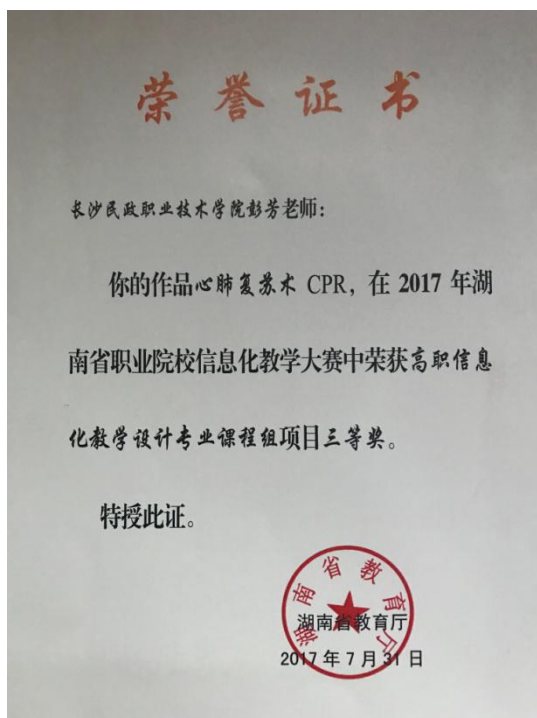 荣誉证书
长沙民政职业技术学院彭芳老师：
你的作品心肺复苏术 CPR，在 2017 年湖
南省职业院校信息化教学大赛中荣获高职信息
化教学设计专业课程组项目三等奖。
特授此证。
湖南省教育厅
湖南省教育厅
2017 年 7 月 31 日